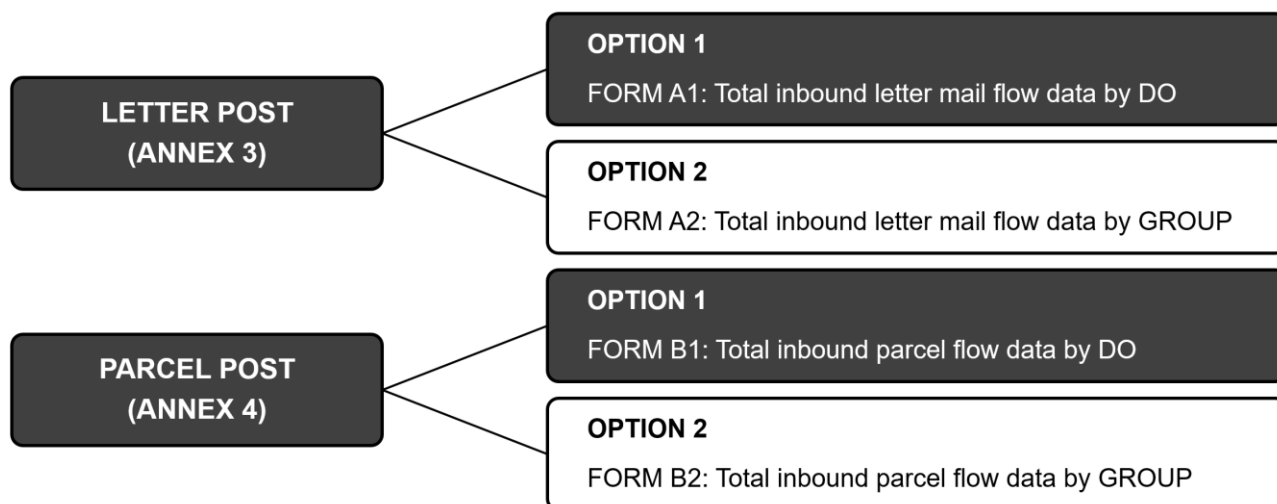 LETTER POST
(ANNEX 3)
OPTION 1
FORM A1: Total inbound letter mail flow data by DO
OPTION 2
FORM A2: Total inbound letter mail flow data by GROUP
PARCEL POST
(ANNEX 4)
OPTION 1
FORM B1: Total inbound parcel flow data by DO
OPTION 2
FORM B2: Total inbound parcel flow data by GROUP